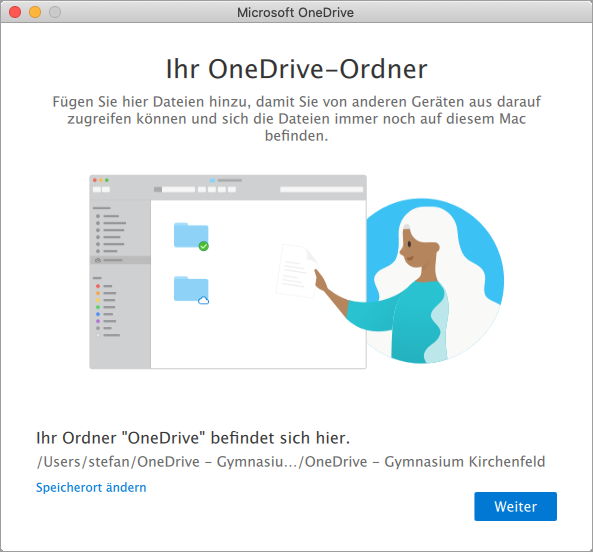 Microsoft OneDrive
Ihr OneDrive-Ordner
Fügen Sie hier Dateien hinzu, damit Sie von anderen Geräten aus darauf
zugreifen können und sich die Dateien immer noch auf diesem Mac
befinden.
Ihr Ordner "OneDrive" befindet sich hier.
/Users/stefan/OneDrive – Gymnasiu…/OneDrive – Gymnasium Kirchenfeld
Speicherort ändern
Weiter